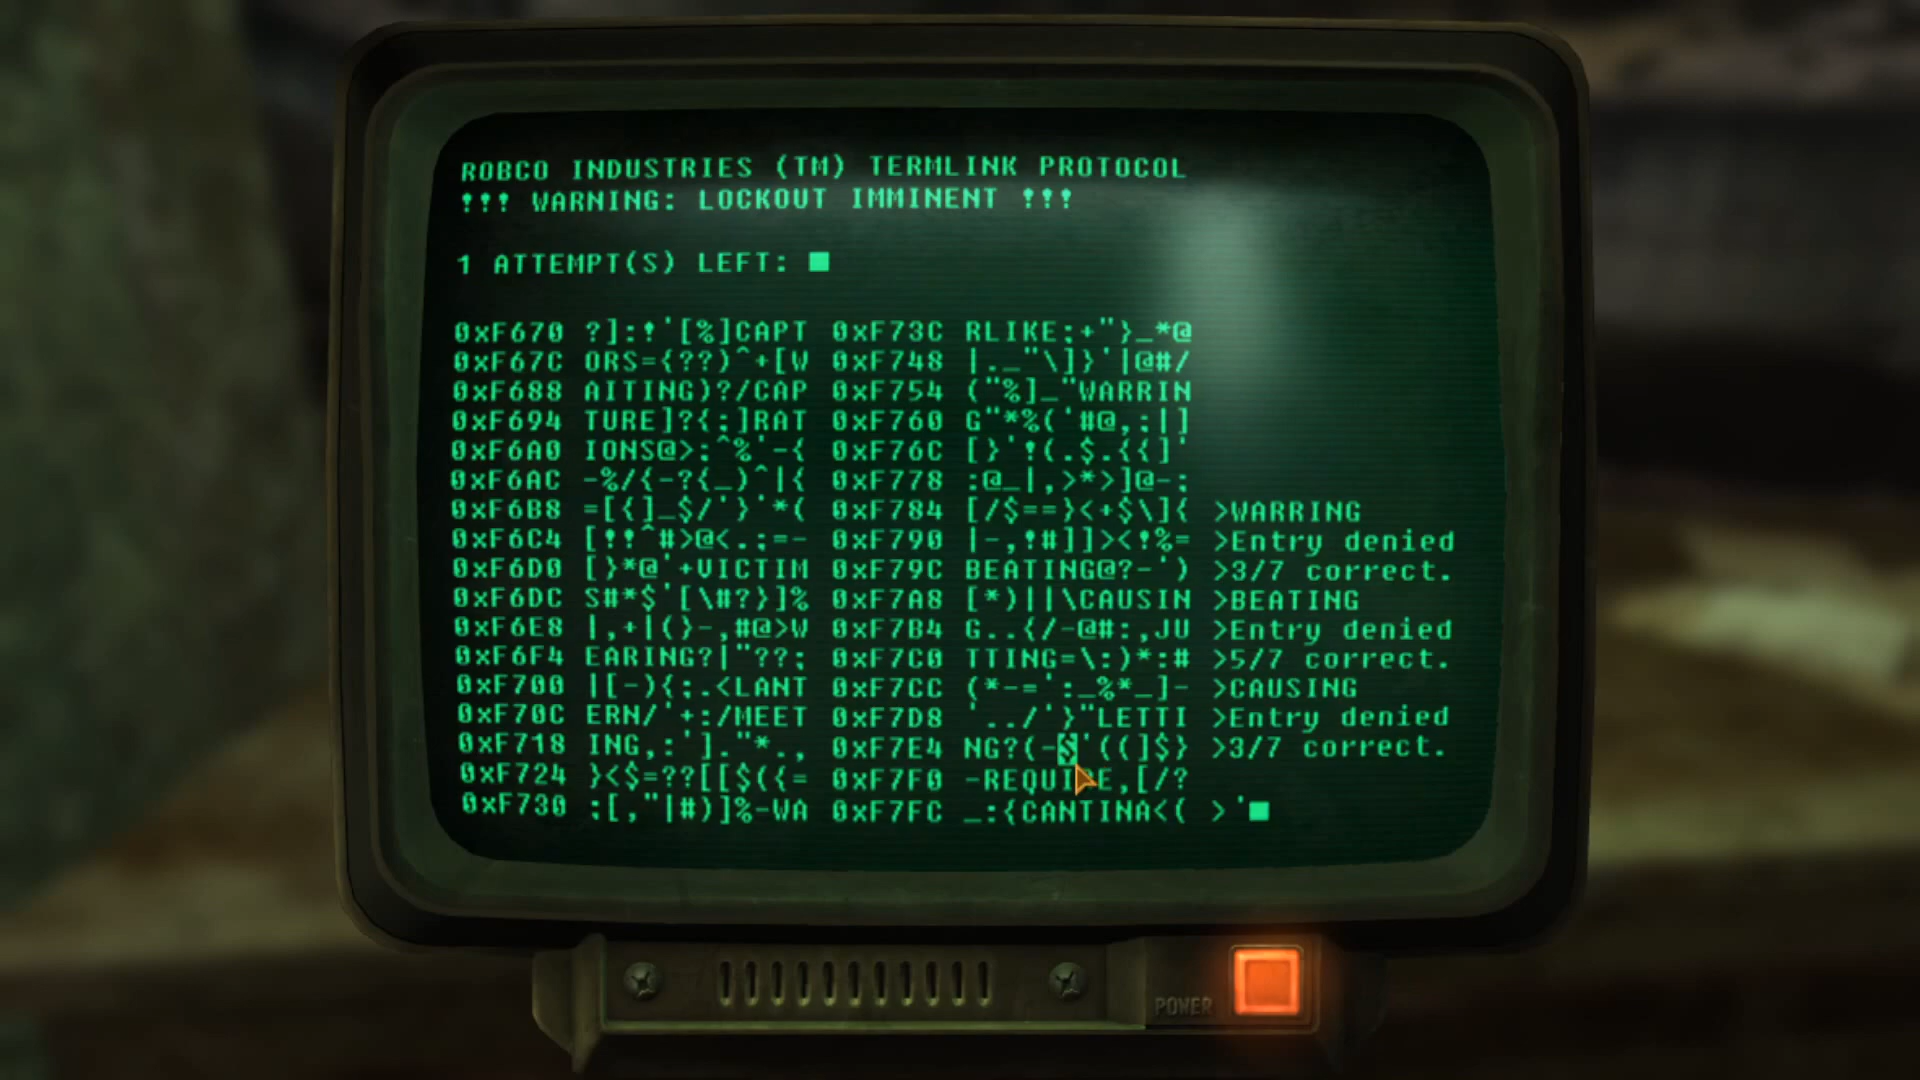 ROBCO INDUSTRIES (TM) TERMLINK PROTOCOL
!!! WARNING: LOCKOUT IMMINENT !!!
1 ATTEMPT(S) LEFT: ■
0xF670 ?]:!'[%]CAPT 0xF73C RLIKE;+"}_*@
0xF67C ORS={??)^+[W 0xF748 |._"\]}'|@#/
0xF688 AITING)?/CAP 0xF754 ("%]_"WARRIN
0xF694 TURE]?{:]RAT 0xF760 G"*%('#@,:|]
0xF6A0 IONS@>:^%'-{ 0xF76C [}'!(.$.{{]'
0xF6AC -%/{-?{_)^|{ 0xF778 :@_|,>*>]@-;
0xF6B8 =[{]_$/'}'*( 0xF784 [/$==}<+$\]{ >WARRING
0xF6C4 [!!^#>@<.;=- 0xF790 |-,!#]]><!%= >Entry denied
0xF6D0 [}*@'+VICTIM 0xF79C BEATING@?-') >3/7 correct.
0xF6DC S#*$'[\#?}]% 0xF7A8 [*)||\CAUSIN >BEATING
0xF6E8 |,+|(}-,#@>W 0xF7B4 G..{/-@#:,JU >Entry denied
0xF6F4 EARING?|"??; 0xF7C0 TTING=\:)*:# >5/7 correct.
0xF700 |[-){;.<LANT 0xF7CC (*-=':_%*_]- >CAUSING
0xF70C ERN/'+:/MEET 0xF7D8 '../'}"LETTI >Entry denied
0xF718 ING,:']."*., 0xF7E4 NG?(-$'((]$} >3/7 correct.
0xF724 }<$=??[[$({= 0xF7F0 -REQUIRE,[/?
0xF730 :[,"|#)]%-WA 0xF7FC _:{CANTINA<( >'■
POWER